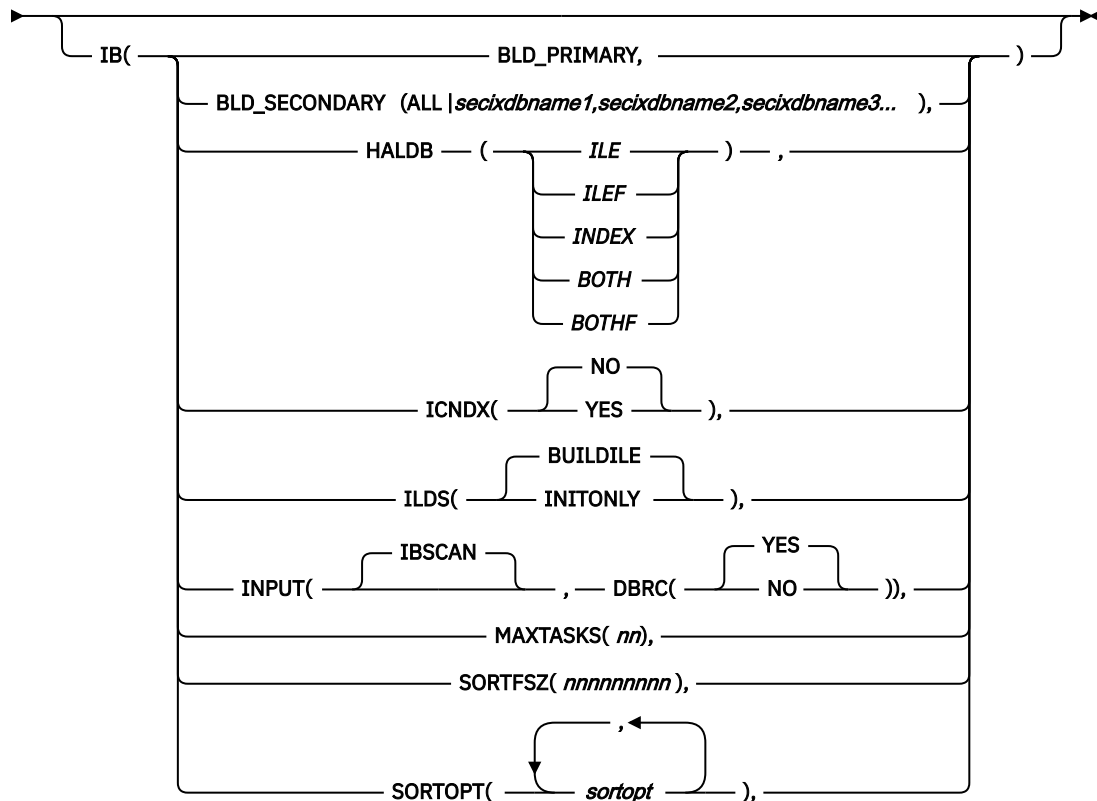 IB( BLD_PRIMARY, )
BLD_SECONDARY (ALL |secixdbname1,secixdbname2,secixdbname3... ),
HALDB ( ILE ) ,
ILEF
INDEX
BOTH
BOTHF
NO
ICNDX( YES ),
BUILDILE
ILDS( INITONLY ),
IBSCAN YES
INPUT( , DBRC( NO )),
MAXTASKS( nn),
SORTFSZ( nnnnnnnnn ),
,
SORTOPT( sortopt ),